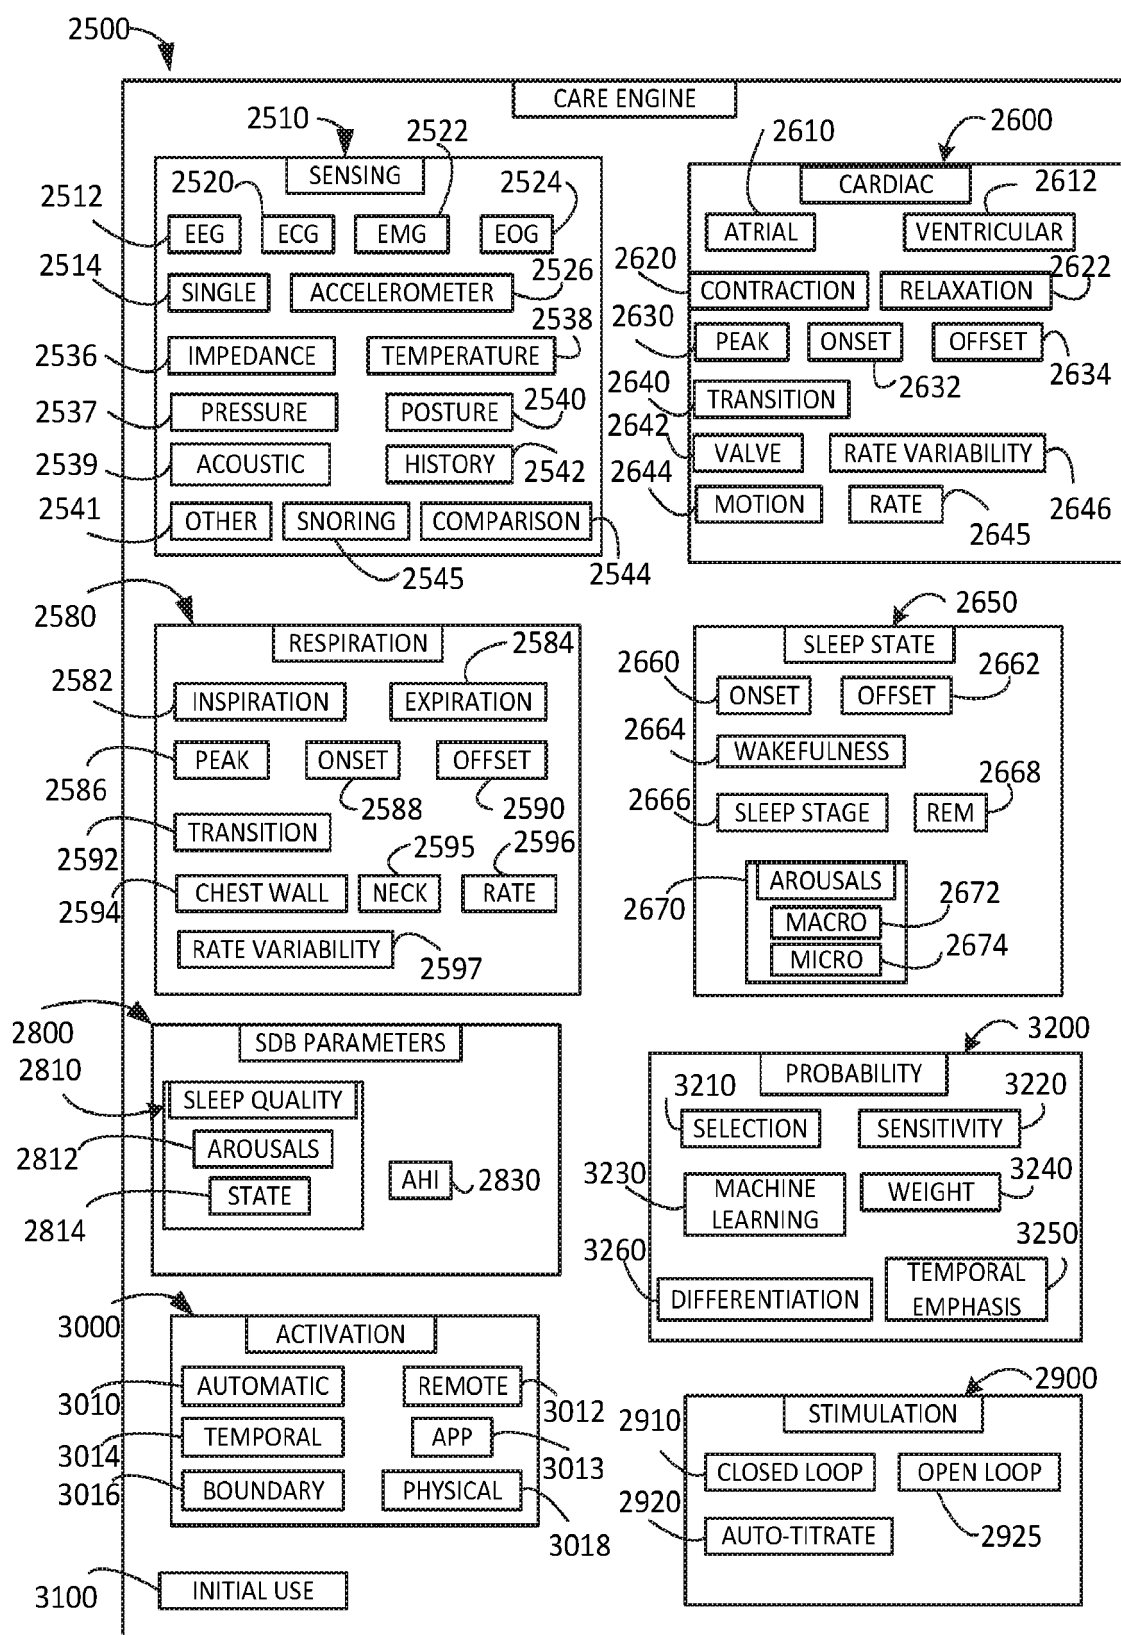 2500
CARE ENGINE
2510
2522
2610
2600
SENSING
2520
2524
CARDIAC
2612
2512
EEG
ECG
EMG
EOG
ATRIAL
VENTRICULAR
2514
2526
2620
2622
SINGLE
ACCELEROMETER
CONTRACTION
RELAXATION
2538
2630
2536
IMPEDANCE
TEMPERATURE
PEAK
ONSET
OFFSET
2640
2632
2634
2537
PRESSURE
POSTURE
2540
TRANSITION
2642
2539
ACOUSTIC
HISTORY
2542
VALVE
RATE VARIABILITY
2644
2541
OTHER
SNORING
COMPARISON
MOTION
RATE
2646
2645
2545
2544
2580
2650
RESPIRATION
2584
SLEEP STATE
2582
2660
2662
INSPIRATION
EXPIRATION
ONSET
OFFSET
2664
2586
PEAK
ONSET
OFFSET
WAKEFULNESS
2588
2590
2666
2668
SLEEP STAGE
REM
TRANSITION
2592
2595
2596
2594
CHEST WALL
NECK
RATE
2670
AROUSALS
2672
MACRO
RATE VARIABILITY
2597
MICRO
2674
2800
SDB PARAMETERS
3200
2810
PROBABILITY
SLEEP QUALITY
3210
3220
2812
AROUSALS
SELECTION
SENSITIVITY
AHI
2830
3230
3240
2814
STATE
MACHINE
LEARNING
WEIGHT
3260
3250
TEMPORAL
EMPHASIS
DIFFERENTIATION
3000
ACTIVATION
3010
AUTOMATIC
REMOTE
3012
2900
2910
STIMULATION
3014
TEMPORAL
APP
3013
CLOSED LOOP
OPEN LOOP
3016
BOUNDARY
PHYSICAL
2920
3018
AUTO-TITRATE
2925
3100
INITIAL USE